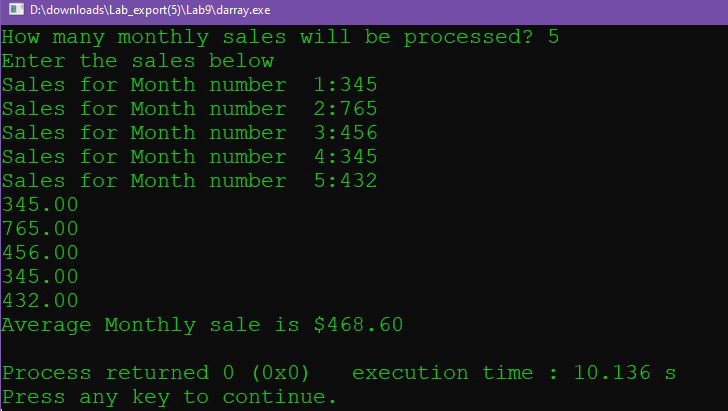 D:\downloads\Lab_export(5)\Lab9\darray.exe
How many monthly sales will be processed? 5
Enter the sales below
Sales for Month number  1:345
Sales for Month number  2:765
Sales for Month number  3:456
Sales for Month number  4:345
Sales for Month number  5:432
345.00
765.00
456.00
345.00
432.00
Average Monthly sale is $468.60
Process returned 0 (0x0)   execution time : 10.136 s
Press any key to continue.